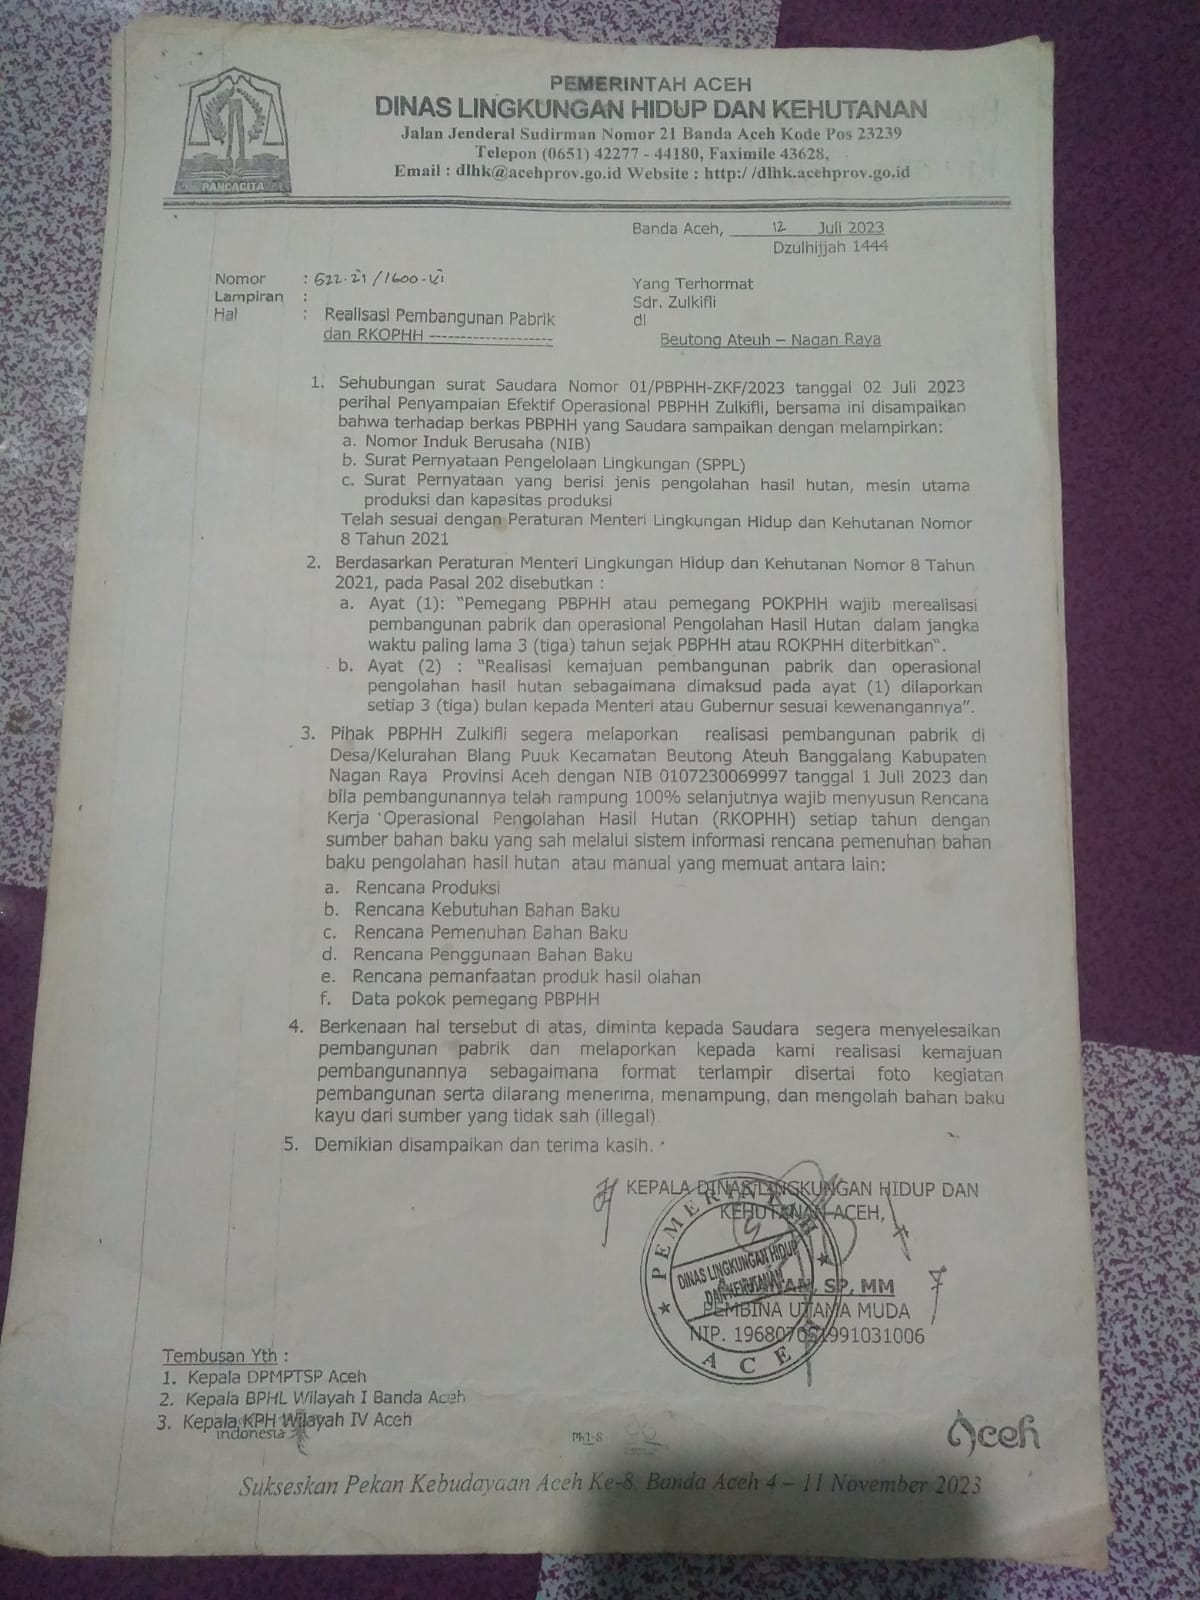 PEMERINTAH ACEH
DINAS LINGKUNGAN HIDUP DAN KEHUTANAN
Jalan Jenderal Sudirman Nomor 21 Banda Aceh Kode Pos 23239
Telepon (0651) 42277 - 44180, Faximile 43628,
Email : dlhk@acehprov.go.id Website : http://dlhk.acehprov.go.id
PANCACITA
Banda Aceh, 12 Juli 2023
Dzulhijjah 1444
Nomor : 522.21/1600-VI
Lampiran :
Hal : Realisasi Pembangunan Pabrik
dan RKOPHH --------------------
Yang Terhormat
Sdr. Zulkifli
di
Beutong Ateuh – Nagan Raya
1. Sehubungan surat Saudara Nomor 01/PBPHH-ZKF/2023 tanggal 02 Juli 2023
perihal Penyampaian Efektif Operasional PBPHH Zulkifli, bersama ini disampaikan
bahwa terhadap berkas PBPHH yang Saudara sampaikan dengan melampirkan:
a. Nomor Induk Berusaha (NIB)
b. Surat Pernyataan Pengelolaan Lingkungan (SPPL)
c. Surat Pernyataan yang berisi jenis pengolahan hasil hutan, mesin utama
produksi dan kapasitas produksi
Telah sesuai dengan Peraturan Menteri Lingkungan Hidup dan Kehutanan Nomor
8 Tahun 2021
2. Berdasarkan Peraturan Menteri Lingkungan Hidup dan Kehutanan Nomor 8 Tahun
2021, pada Pasal 202 disebutkan :
a. Ayat (1): "Pemegang PBPHH atau pemegang POKPHH wajib merealisasi
pembangunan pabrik dan operasional Pengolahan Hasil Hutan dalam jangka
waktu paling lama 3 (tiga) tahun sejak PBPHH atau ROKPHH diterbitkan".
b. Ayat (2) : "Realisasi kemajuan pembangunan pabrik dan operasional
pengolahan hasil hutan sebagaimana dimaksud pada ayat (1) dilaporkan
setiap 3 (tiga) bulan kepada Menteri atau Gubernur sesuai kewenangannya".
3. Pihak PBPHH Zulkifli segera melaporkan realisasi pembangunan pabrik di
Desa/Kelurahan Blang Puuk Kecamatan Beutong Ateuh Banggalang Kabupaten
Nagan Raya Provinsi Aceh dengan NIB 0107230069997 tanggal 1 Juli 2023 dan
bila pembangunannya telah rampung 100% selanjutnya wajib menyusun Rencana
Kerja Operasional Pengolahan Hasil Hutan (RKOPHH) setiap tahun dengan
sumber bahan baku yang sah melalui sistem informasi rencana pemenuhan bahan
baku pengolahan hasil hutan atau manual yang memuat antara lain:
a. Rencana Produksi
b. Rencana Kebutuhan Bahan Baku
c. Rencana Pemenuhan Bahan Baku
d. Rencana Penggunaan Bahan Baku
e. Rencana pemanfaatan produk hasil olahan
f. Data pokok pemegang PBPHH
4. Berkenaan hal tersebut di atas, diminta kepada Saudara segera menyelesaikan
pembangunan pabrik dan melaporkan kepada kami realisasi kemajuan
pembangunannya sebagaimana format terlampir disertai foto kegiatan
pembangunan serta dilarang menerima, menampung, dan mengolah bahan baku
kayu dari sumber yang tidak sah (illegal)
5. Demikian disampaikan dan terima kasih.
KEPALA DINAS LINGKUNGAN HIDUP DAN
KEHUTANAN ACEH,
PEMERINTAH
DINAS LINGKUNGAN HIDUP
DAN KEHUTANAN
ACEH
SP, MM
PEMBINA UTAMA MUDA
Tembusan Yth :
1. Kepala DPMPTSP Aceh
2. Kepala BPHL Wilayah I Banda Aceh
3. Kepala KPH Wilayah IV Aceh
indonesia
Aceh
Sukseskan Pekan Kebudayaan Aceh Ke-8, Banda Aceh 4 – 11 November 2023